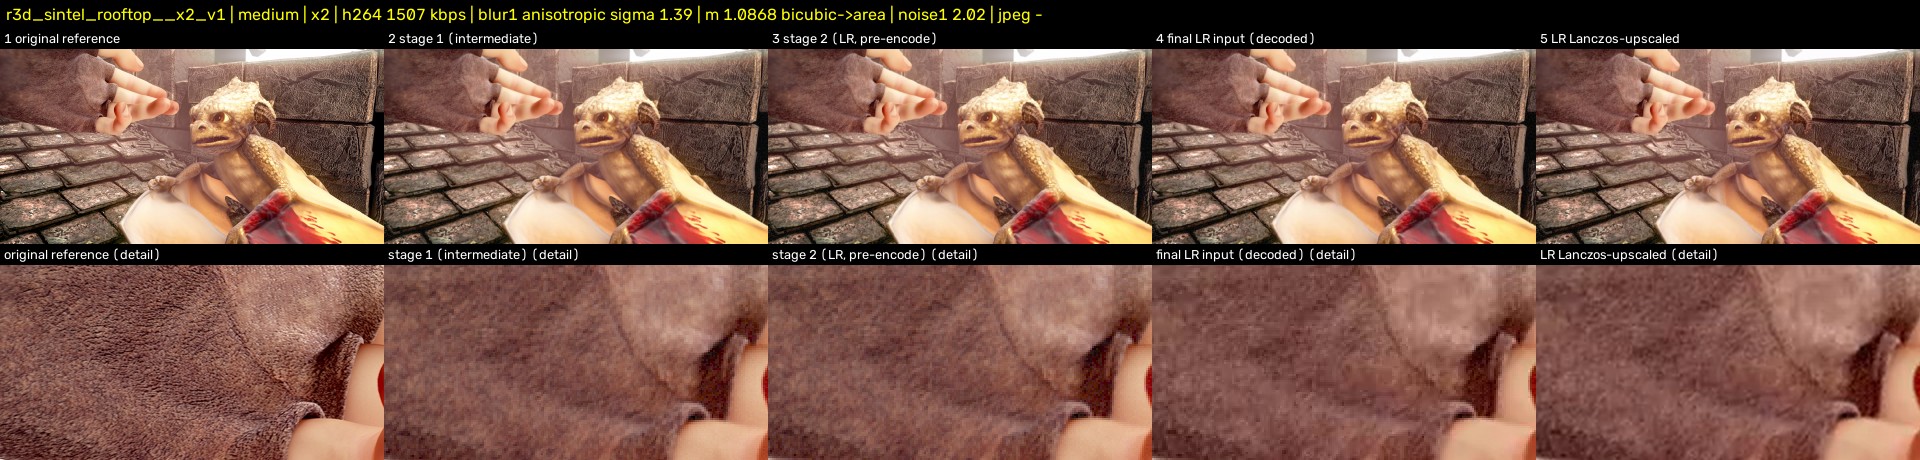 r3d_sintel_rooftop__x2_v1 | medium | x2 | h264 1507 kbps | blur1 anisotropic sigma 1.39 | m 1.0868 bicubic->area | noise1 2.02 | jpeg -
1 original reference
2 stage 1 (intermediate)
3 stage 2 (LR, pre-encode)
4 final LR input (decoded)
5 LR Lanczos-upscaled
original reference (detail)
stage 1 (intermediate) (detail)
stage 2 (LR, pre-encode) (detail)
final LR input (decoded) (detail)
LR Lanczos-upscaled (detail)